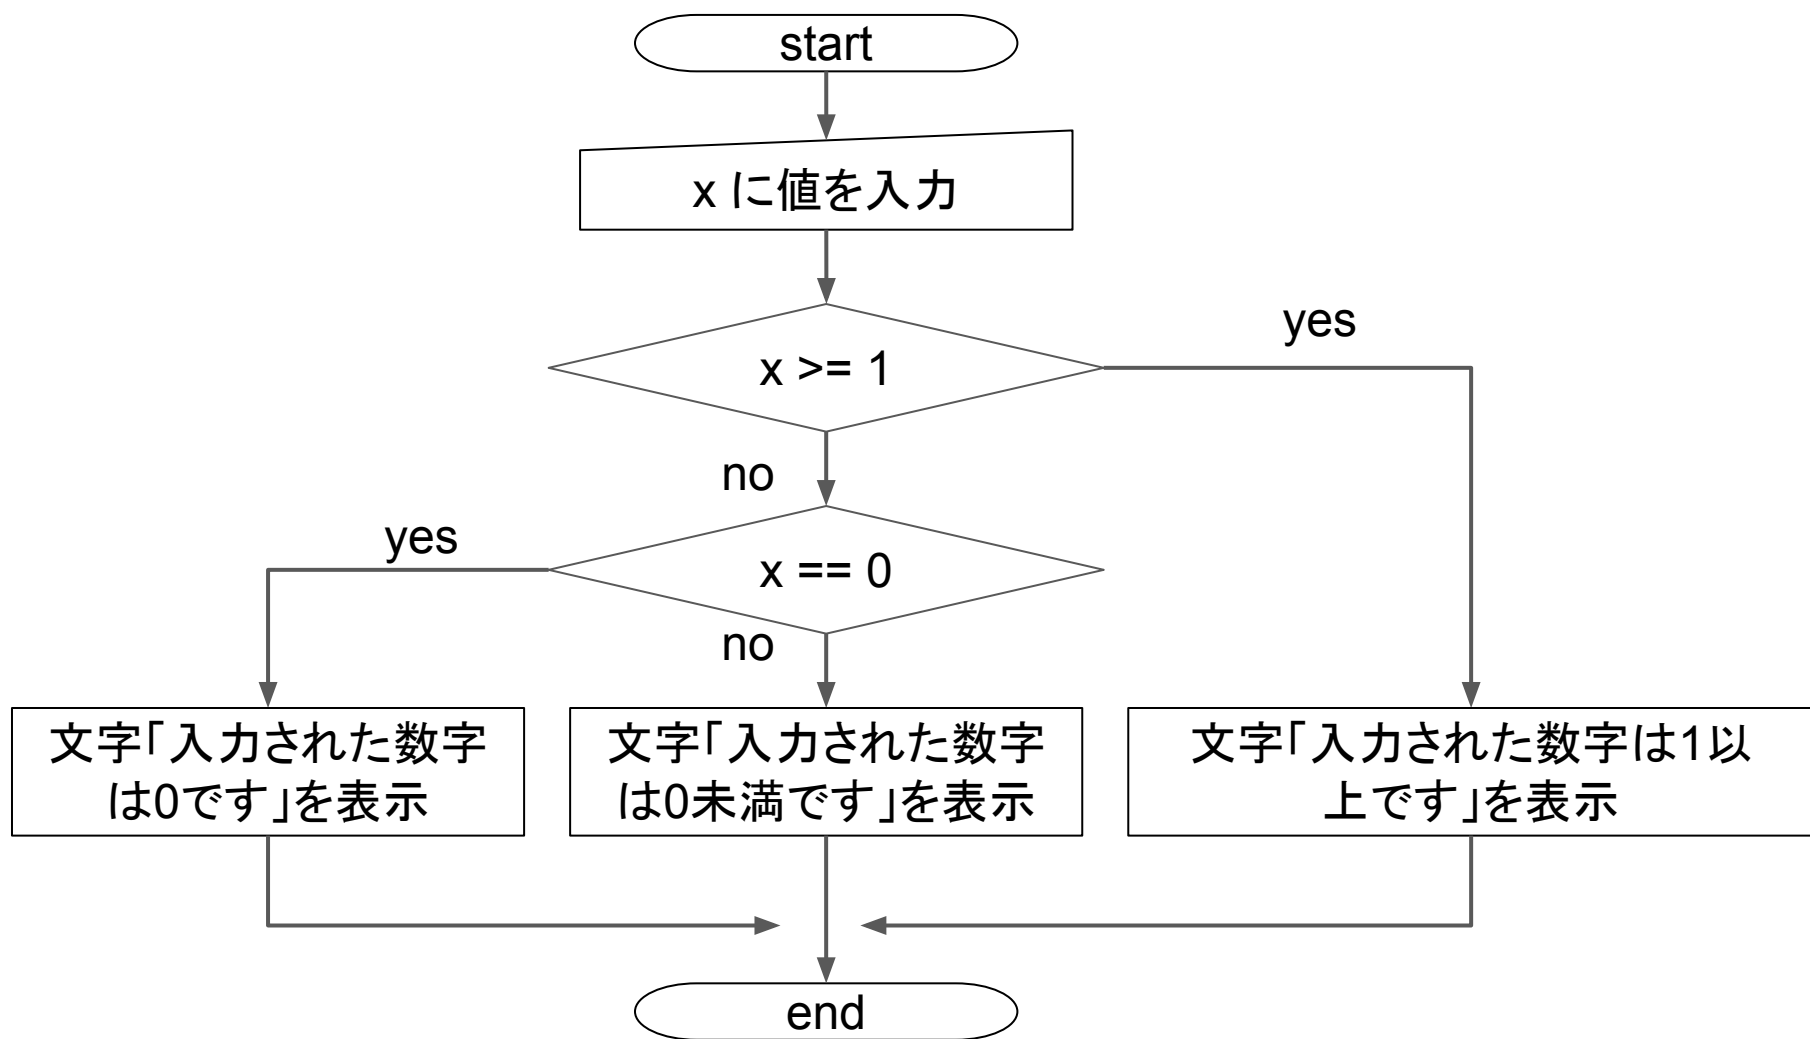 start
x に値を入力
yes
x >= 1
no
yes
x == 0
no
文字「入力された数字
は0です」を表示
文字「入力された数字
は0未満です」を表示
文字「入力された数字は1以
上です」を表示
end